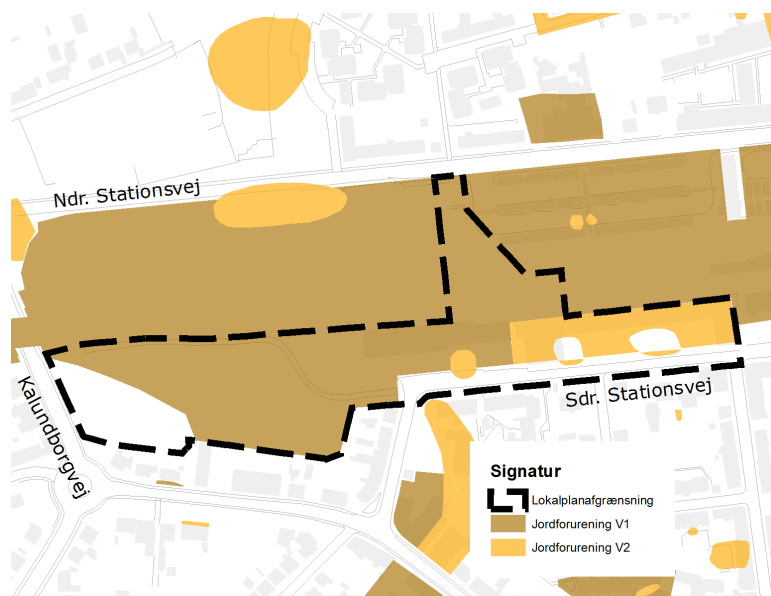 Ndr. Stationsvej
Kalundborgvej
Sdr. Stationsvej
Signatur
Lokalplanafgrænsning
Jordforurening V1
Jordforurening V2